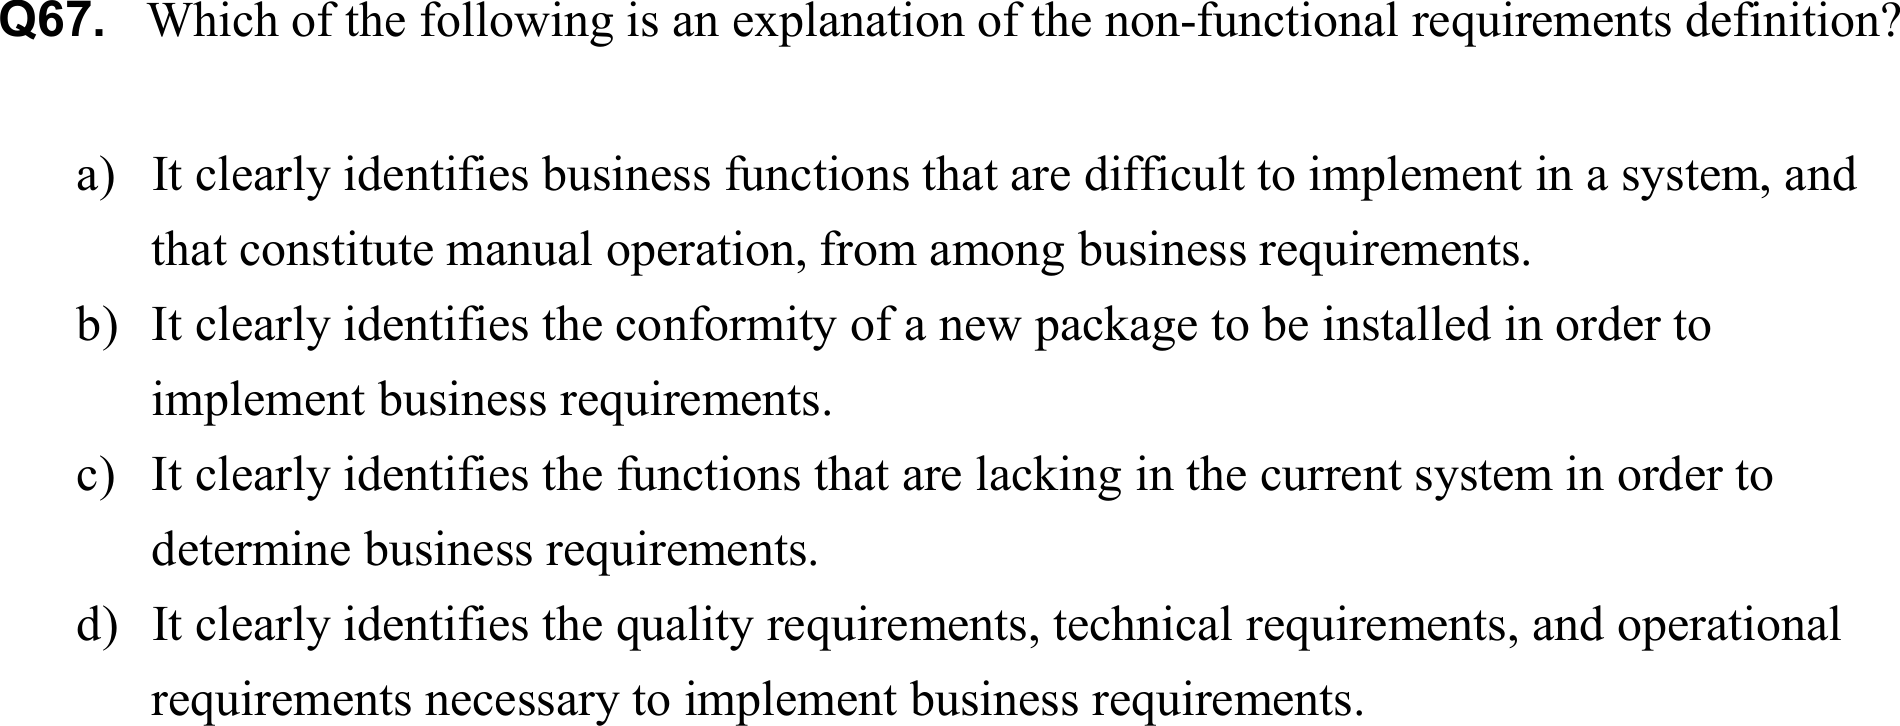 Q67. Which of the following is an explanation of the non-functional requirements definition?
a) It clearly identifies business functions that are difficult to implement in a system, and
that constitute manual operation, from among business requirements.
b) It clearly identifies the conformity of a new package to be installed in order to
implement business requirements.
c) It clearly identifies the functions that are lacking in the current system in order to
determine business requirements.
d) It clearly identifies the quality requirements, technical requirements, and operational
requirements necessary to implement business requirements.